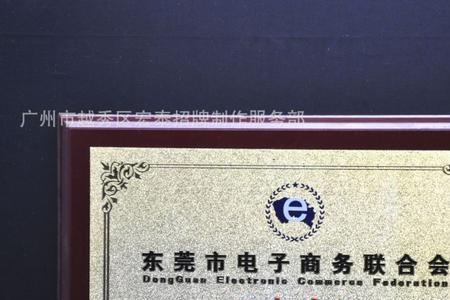 广州市越秀区宏泰招牌制作服务部
e
东莞市电子商务联合会
DongGuan Electronic Commerce Federation